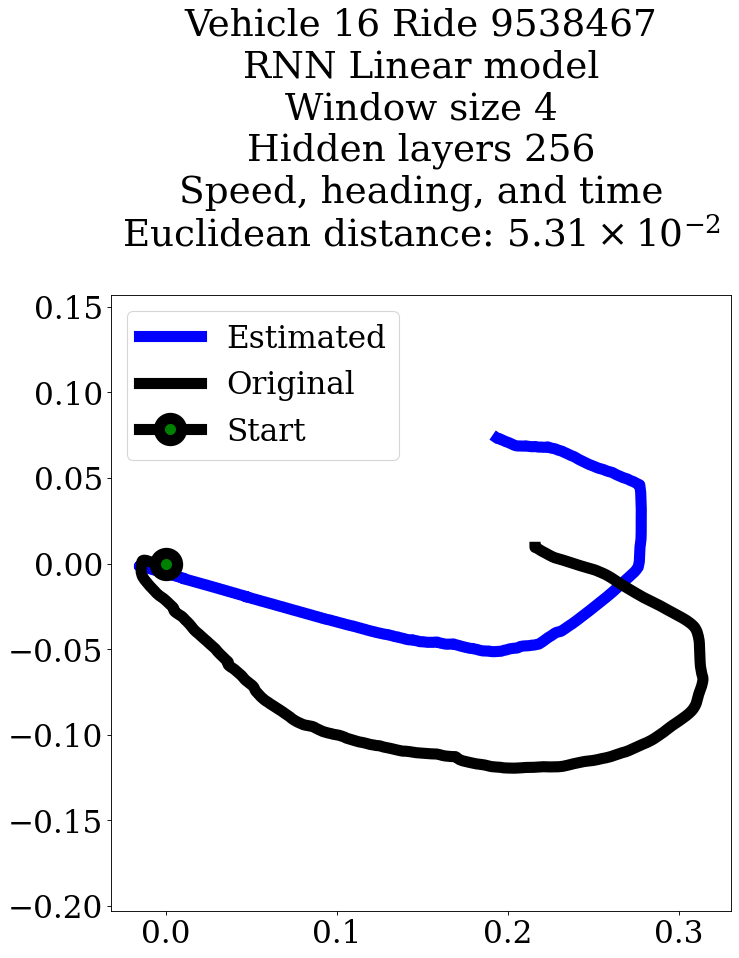 Vehicle 16 Ride 9538467
RNN Linear model
Window size 4
Hidden layers 256
Speed, heading, and time
Euclidean distance: 5.31 × 10⁻²
Estimated
Original
Start
0.15
0.10
0.05
0.00
−0.05
−0.10
−0.15
−0.20
0.0 0.1 0.2 0.3